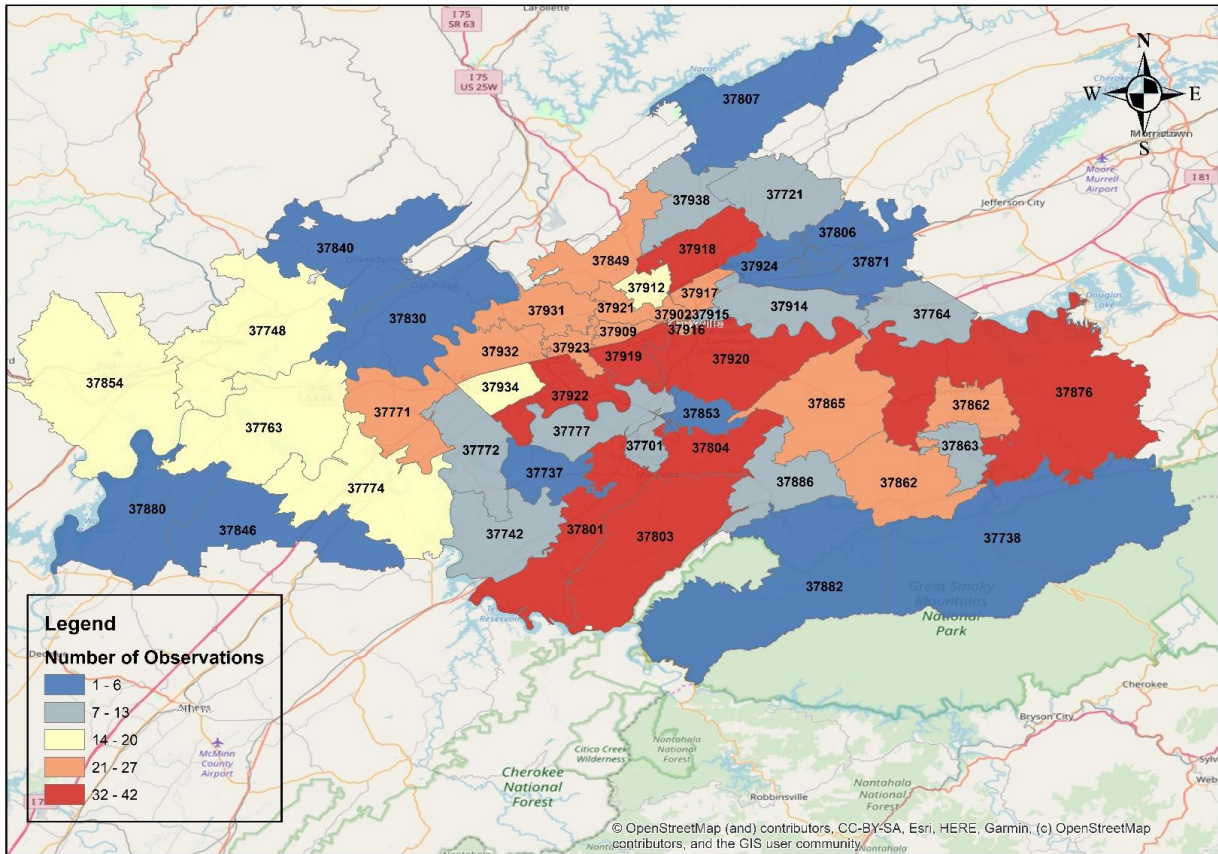 LaFollette
I 75
SR 63
I 75
US 25W
Norris
N
W
E
S
Morristown
Moore-
Murrell
Airport
I 81
Jefferson City
Douglas
Lake
37807
37938
37721
37840
37918
37806
37849
37924
37871
37912
37830
37917
37748
37931
37921
37902
37915
37914
37764
37916
37909
37932
37923
37919
37920
37854
37934
37876
37922
37865
37862
37771
37853
37763
37777
37701
37804
37863
37772
37737
37886
37862
37774
37880
37846
37742
37801
37803
37738
37882
Great Smoky
Mountains
National
Park
Legend
Number of Observations
1 - 6
7 - 13
14 - 20
21 - 27
32 - 42
Athens
McMinn
County
Airport
Cherokee
Bryson City
Citico Creek
Wilderness
Nantahala
National
Forest
Cherokee
National
Forest
Robbinsville
Nantahala
National
Forest
© OpenStreetMap (and) contributors, CC-BY-SA, Esri, HERE, Garmin, (c) OpenStreetMap
contributors, and the GIS user community